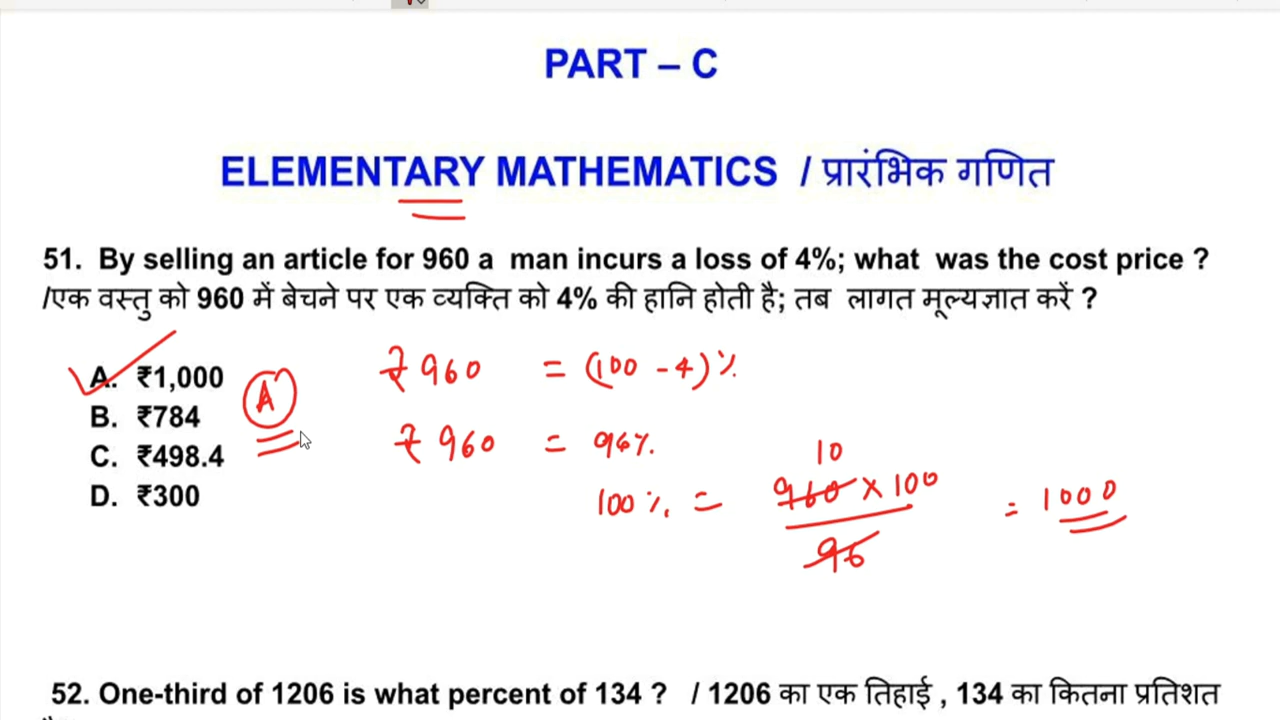 PART – C
ELEMENTARY MATHEMATICS / प्रारंभिक गणित
51. By selling an article for 960 a man incurs a loss of 4%; what was the cost price ?
/एक वस्तु को 960 में बेचने पर एक व्यक्ति को 4% की हानि होती है; तब लागत मूल्यज्ञात करें ?
A. ₹1,000
B. ₹784
C. ₹498.4
D. ₹300
A
₹ 960 = (100 - 4) %
₹ 960 = 96%
10
100% = 960 × 100 = 1000
96
52. One-third of 1206 is what percent of 134 ? / 1206 का एक तिहाई , 134 का कितना प्रतिशत